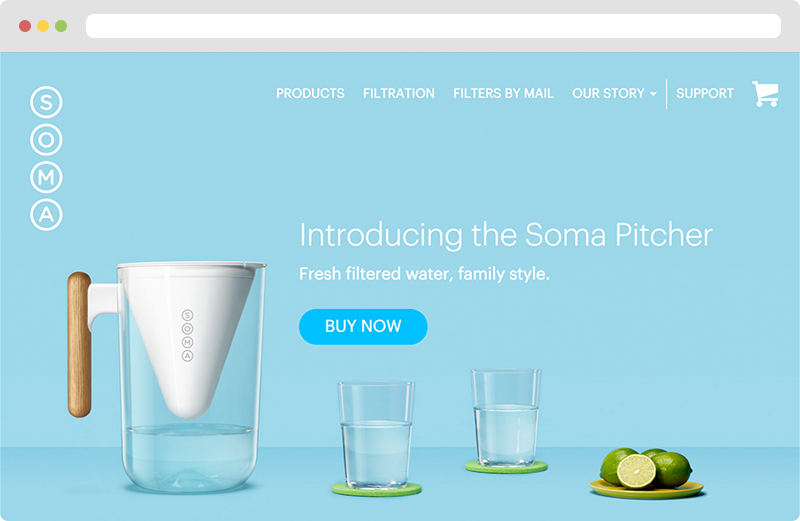 S
O
M
A
PRODUCTS FILTRATION FILTERS BY MAIL OUR STORY SUPPORT
Introducing the Soma Pitcher
Fresh filtered water, family style.
BUY NOW
S
O
M
A